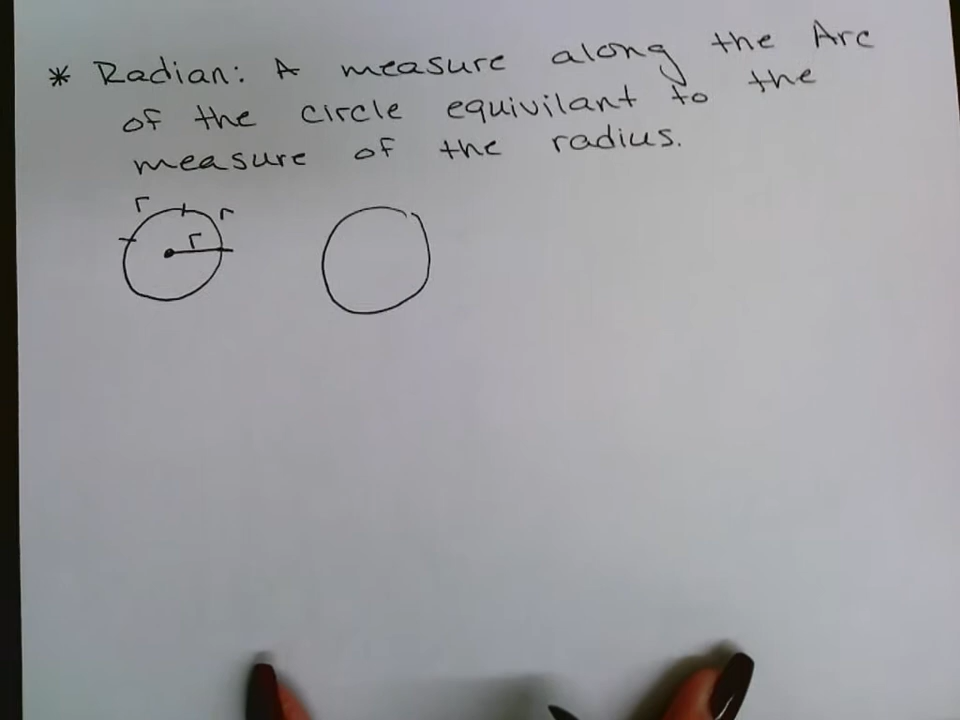 * Radian: A measure along the Arc
of the circle equivilant to the
measure of the radius.
r r
r